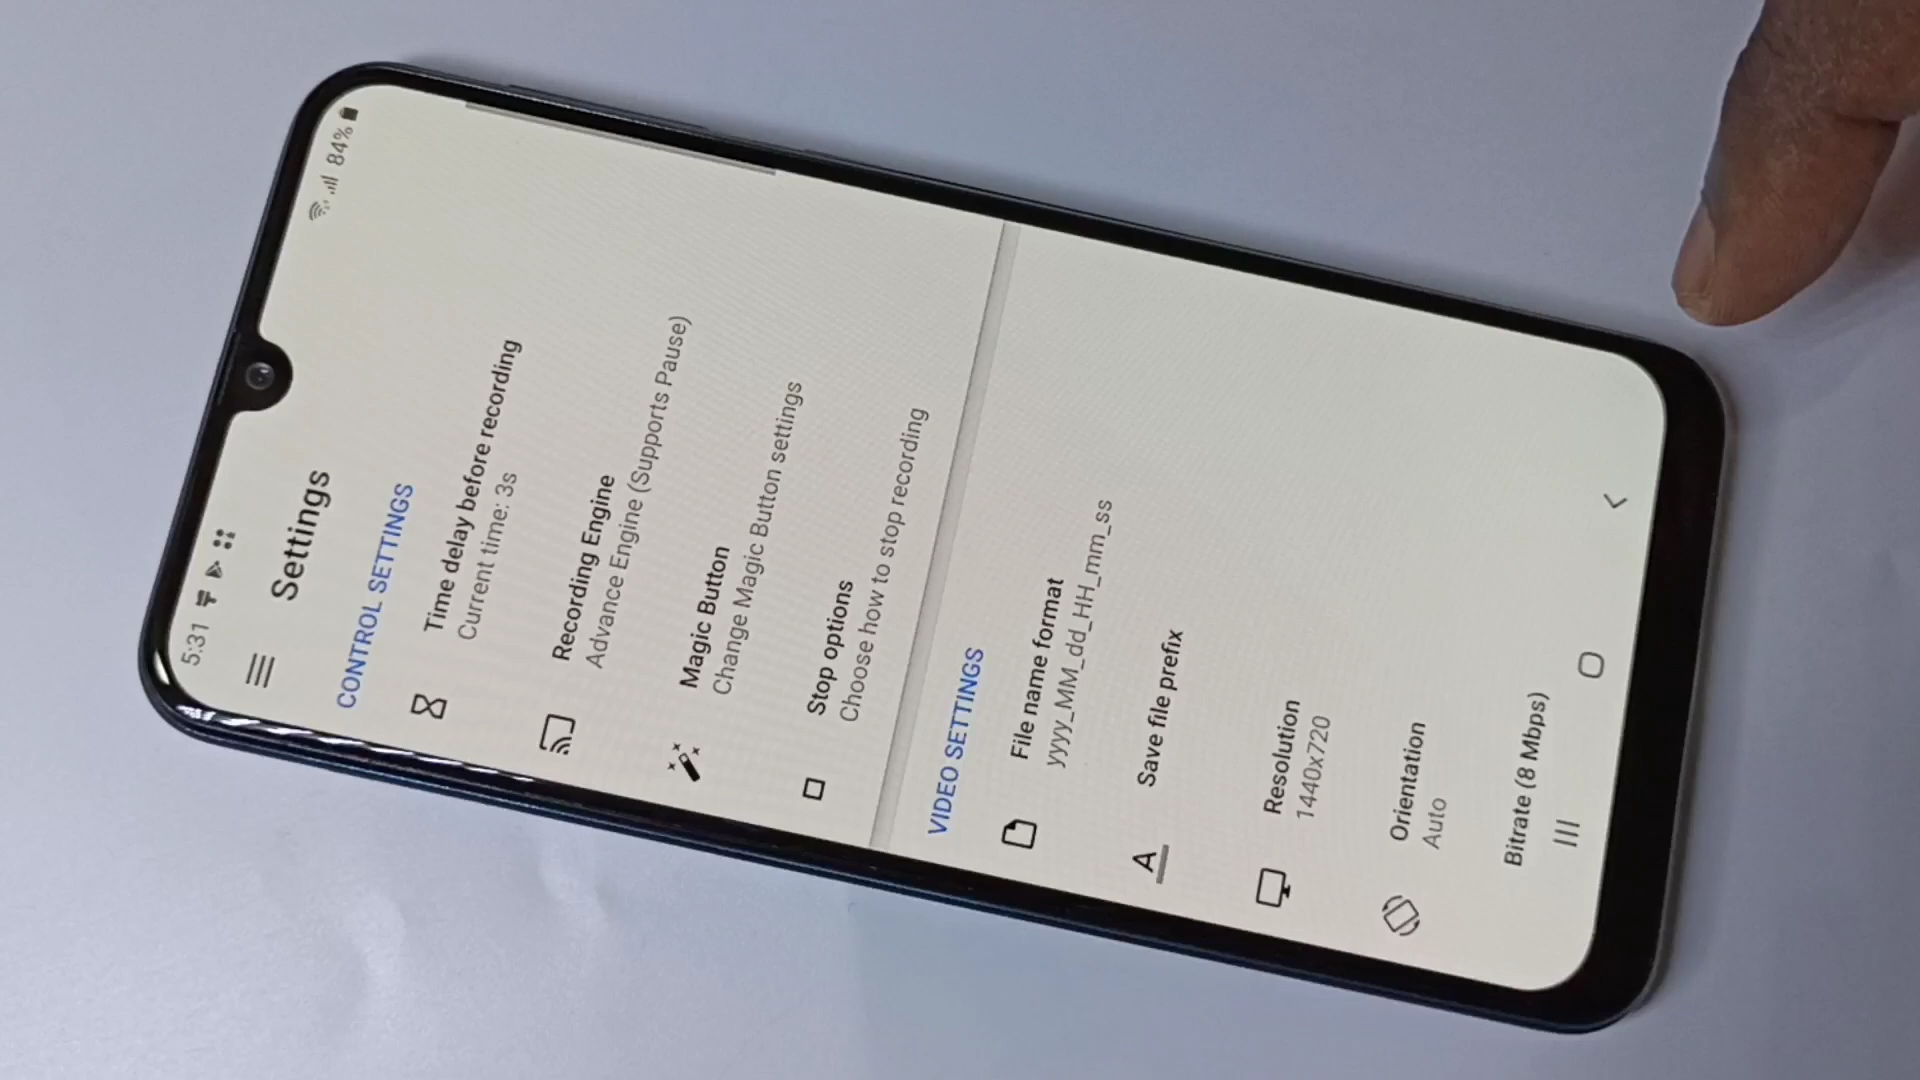 5:31
84%
Settings
CONTROL SETTINGS
Time delay before recording
Current time: 3s
Recording Engine
Advance Engine (Supports Pause)
Magic Button
Change Magic Button settings
Stop options
Choose how to stop recording
VIDEO SETTINGS
File name format
yyyy_MM_dd_HH_mm_ss
A
Save file prefix
Resolution
1440x720
Orientation
Auto
Bitrate (8 Mbps)